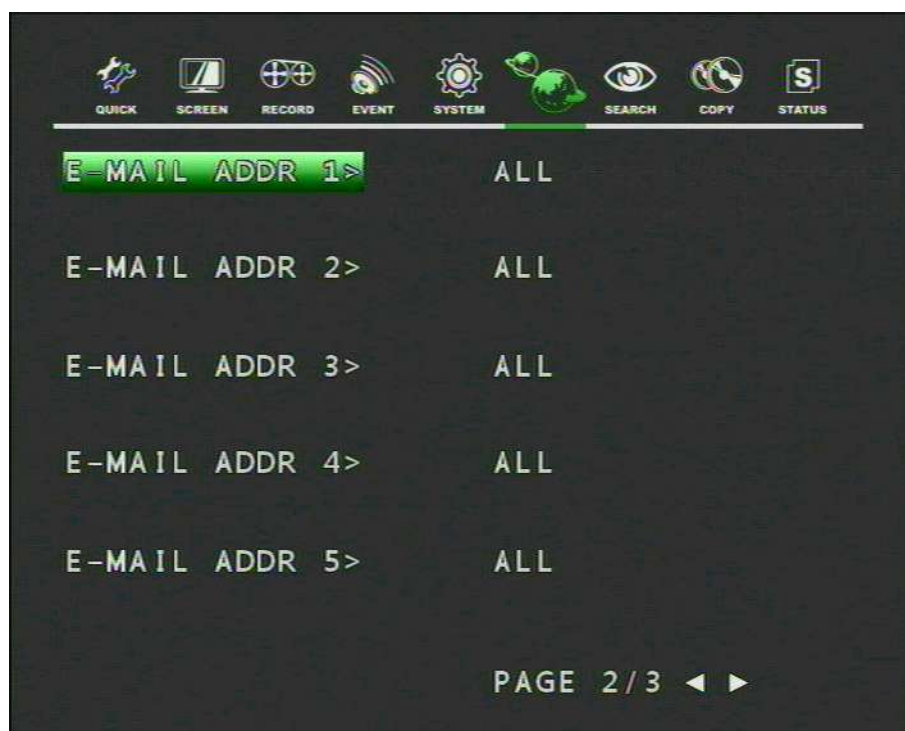 QUICK SCREEN RECORD EVENT SYSTEM SEARCH COPY S STATUS
E-MAIL ADDR 1> ALL
E-MAIL ADDR 2> ALL
E-MAIL ADDR 3> ALL
E-MAIL ADDR 4> ALL
E-MAIL ADDR 5> ALL
PAGE 2/3 ◄ ►